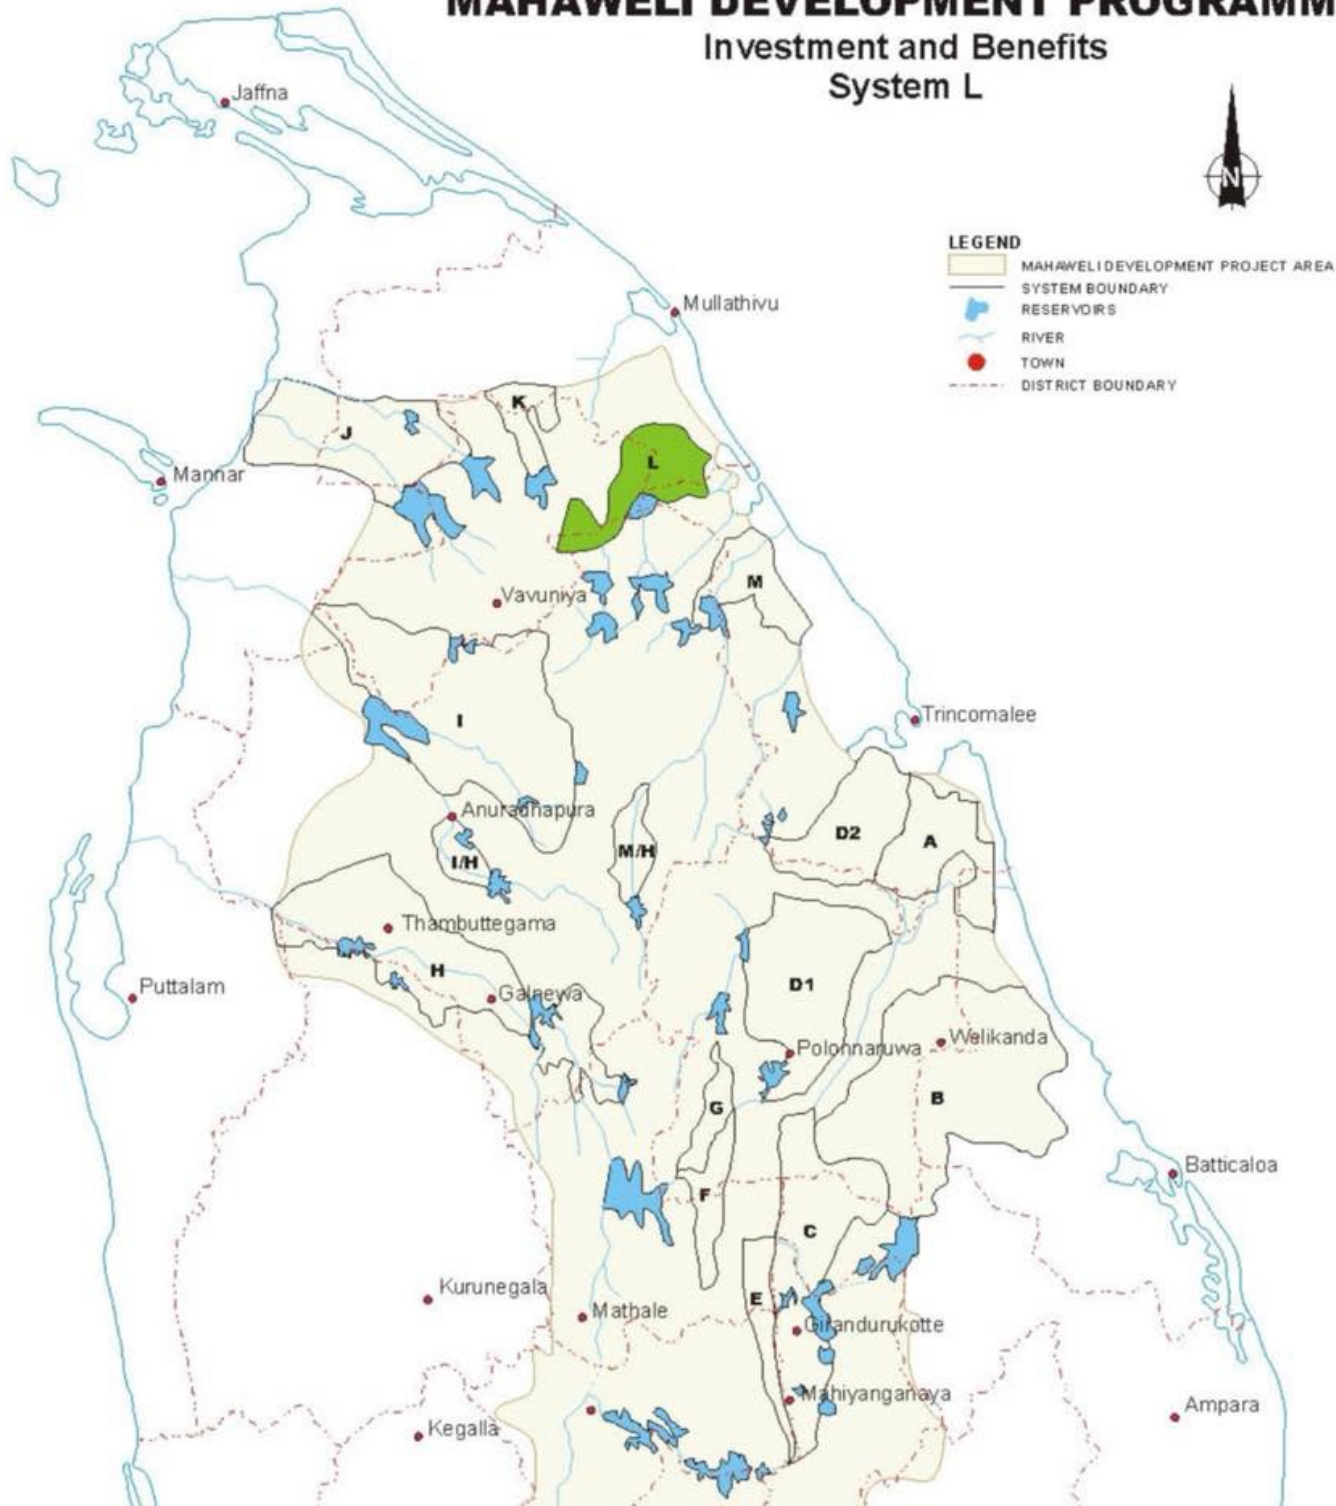 MAHAWELI DEVELOPMENT PROGRAMM
Investment and Benefits
System L
Jaffna
N
LEGEND
MAHAWELI DEVELOPMENT PROJECT AREA
SYSTEM BOUNDARY
RESERVOIRS
RIVER
TOWN
DISTRICT BOUNDARY
Mullathivu
K
J
L
Mannar
M
Vavuniya
I
Trincomalee
Anuradhapura
D2
A
M/H
I/H
Thambuttegama
H
D1
Puttalam
Galnewa
Polonnaruwa
Welikanda
G
B
Batticaloa
F
C
Kurunegala
E
Mathale
Girandurukotte
Mahiyanganaya
Ampara
Kegalla